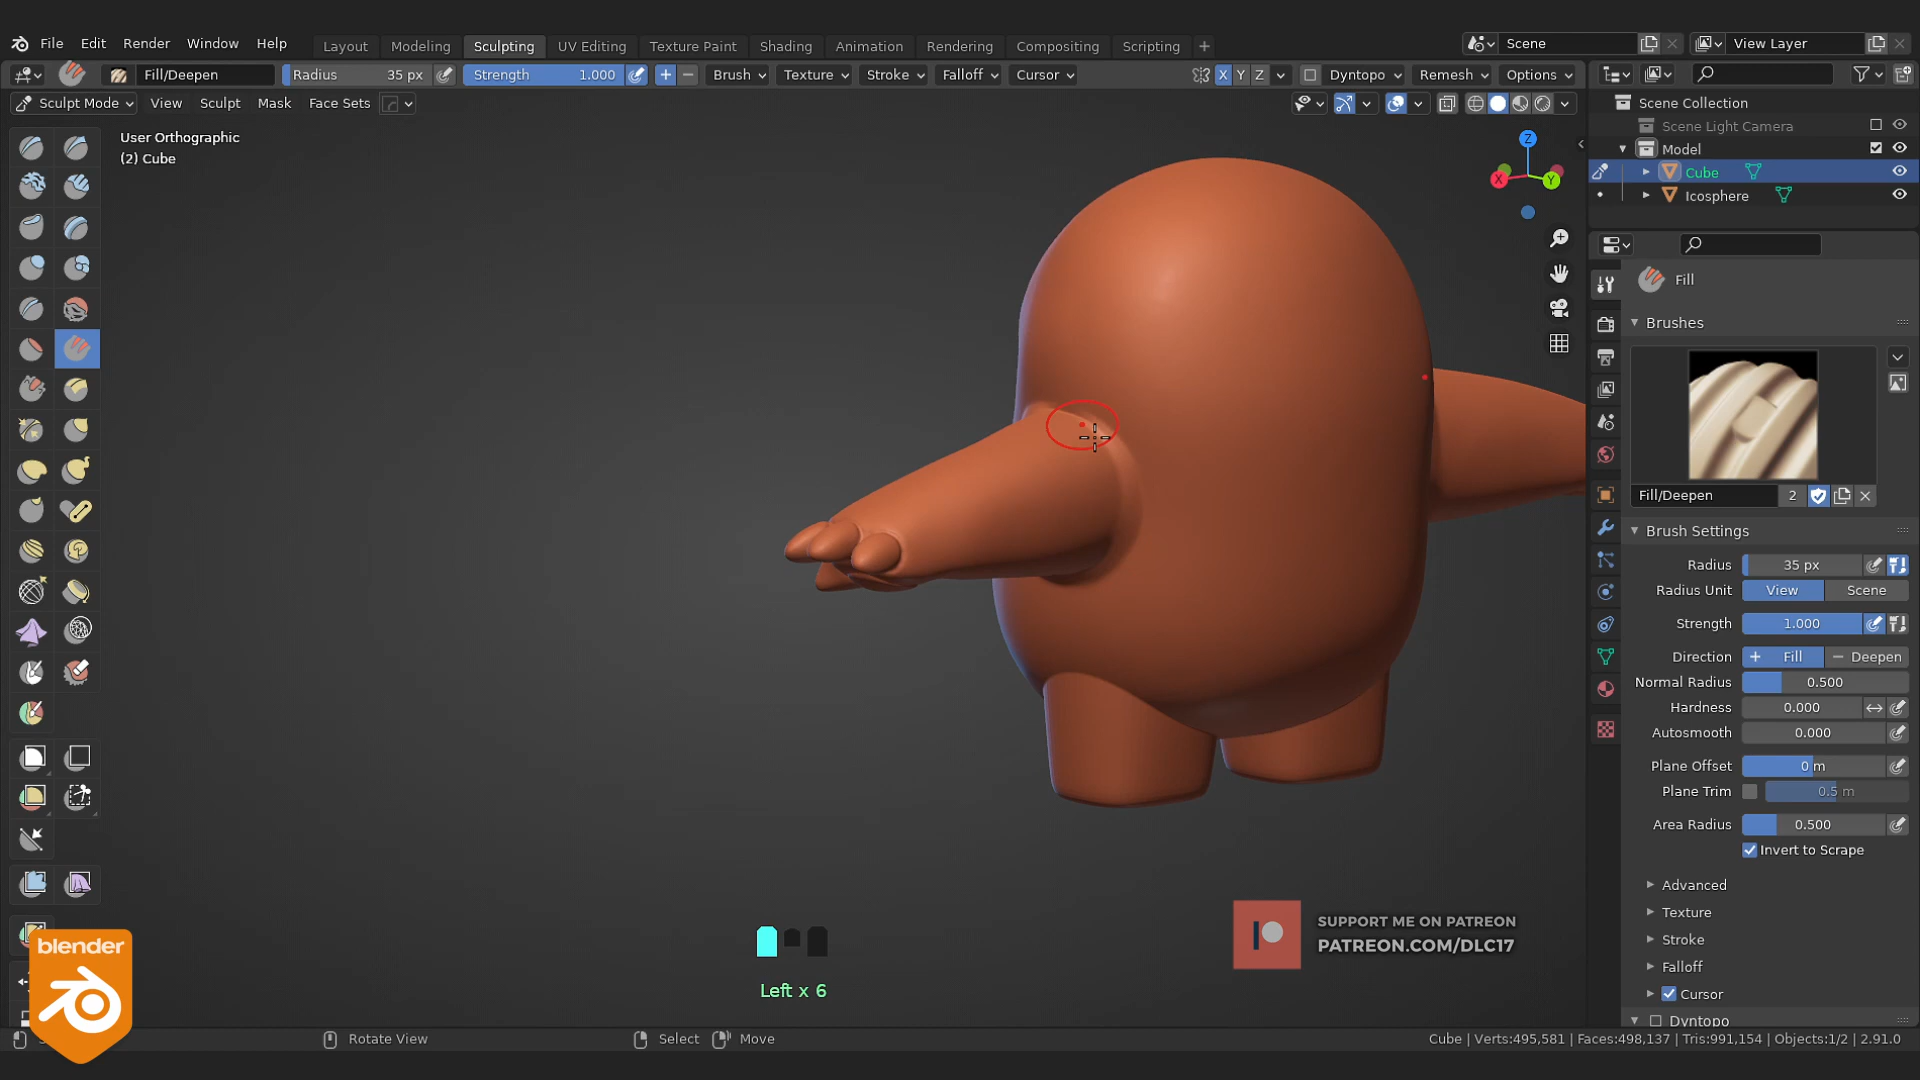 File Edit Render Window Help Layout Modeling Sculpting UV Editing Texture Paint Shading Animation Rendering Compositing Scripting + Scene View Layer
Fill/Deepen Radius 35 px Strength 1.000 Brush Texture Stroke Falloff Cursor X Y Z Dyntopo Remesh Options
Sculpt Mode View Sculpt Mask Face Sets
User Orthographic
(2) Cube
Z
X
Y
Scene Collection
Scene Light Camera
Model
Cube
Icosphere
Fill
Brushes
Fill/Deepen 2
Brush Settings
Radius 35 px
Radius Unit View Scene
Strength 1.000
Direction + Fill − Deepen
Normal Radius 0.500
Hardness 0.000
Autosmooth 0.000
Plane Offset 0 m
Plane Trim 0.5 m
Area Radius 0.500
Invert to Scrape
Advanced
Texture
Stroke
Falloff
Cursor
Dyntopo
SUPPORT ME ON PATREON
PATREON.COM/DLC17
Left x 6
blender
Rotate View Select Move
Cube | Verts:495,581 | Faces:498,137 | Tris:991,154 | Objects:1/2 | 2.91.0